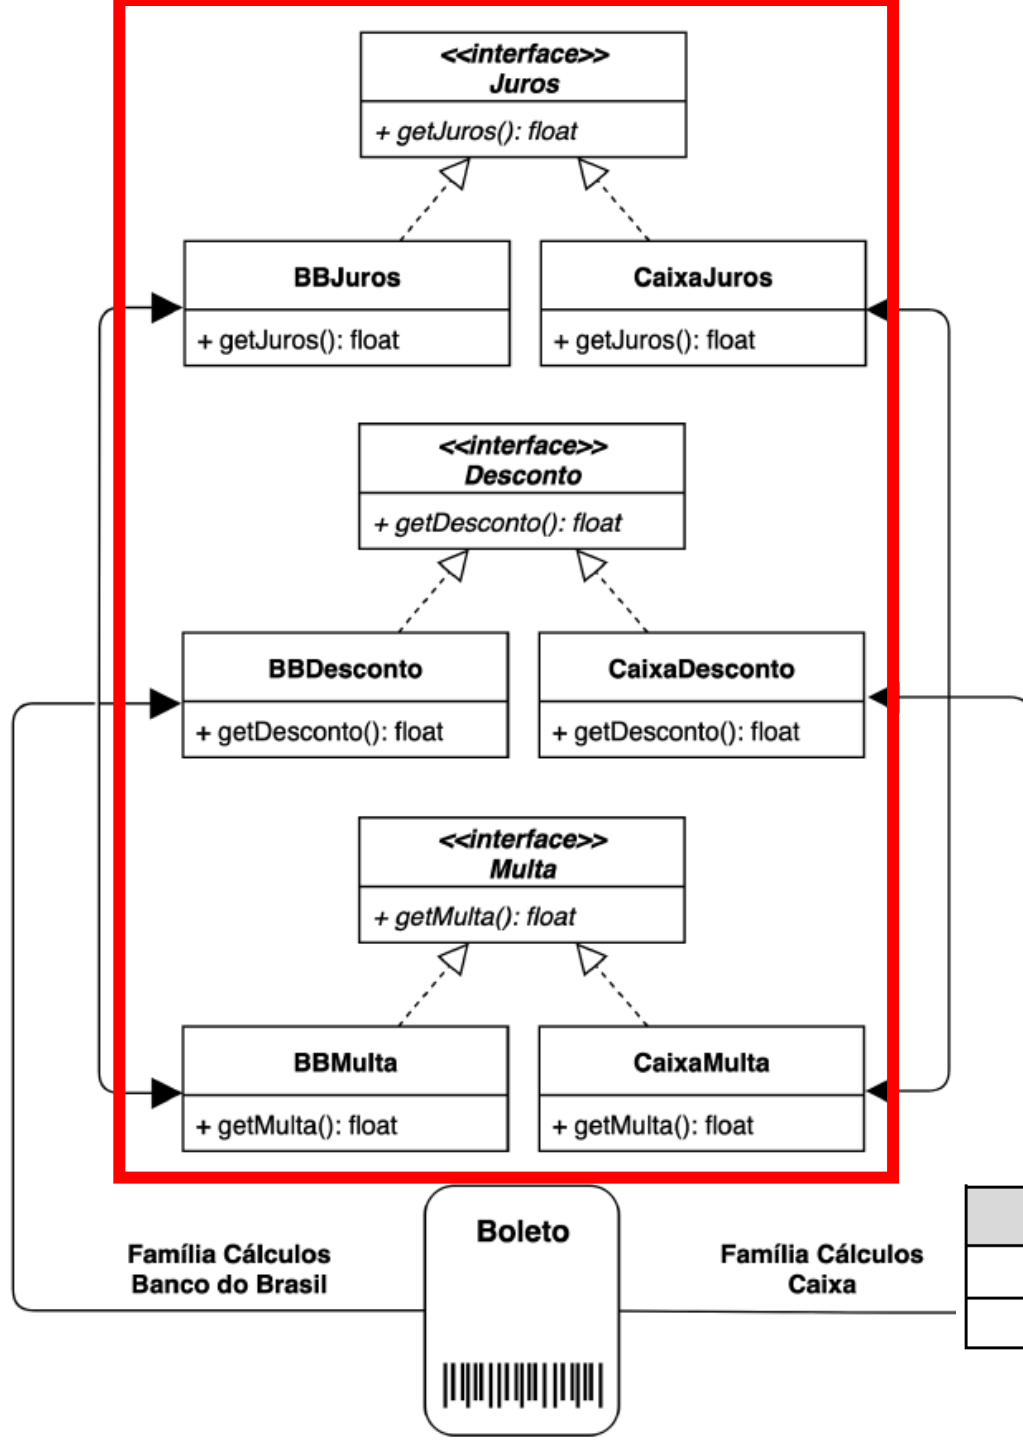 <<interface>>
Juros
+ getJuros(): float
BBJuros
+ getJuros(): float
CaixaJuros
+ getJuros(): float
<<interface>>
Desconto
+ getDesconto(): float
BBDesconto
+ getDesconto(): float
CaixaDesconto
+ getDesconto(): float
<<interface>>
Multa
+ getMulta(): float
BBMulta
+ getMulta(): float
CaixaMulta
+ getMulta(): float
Família Cálculos
Banco do Brasil
Boleto
Família Cálculos
Caixa